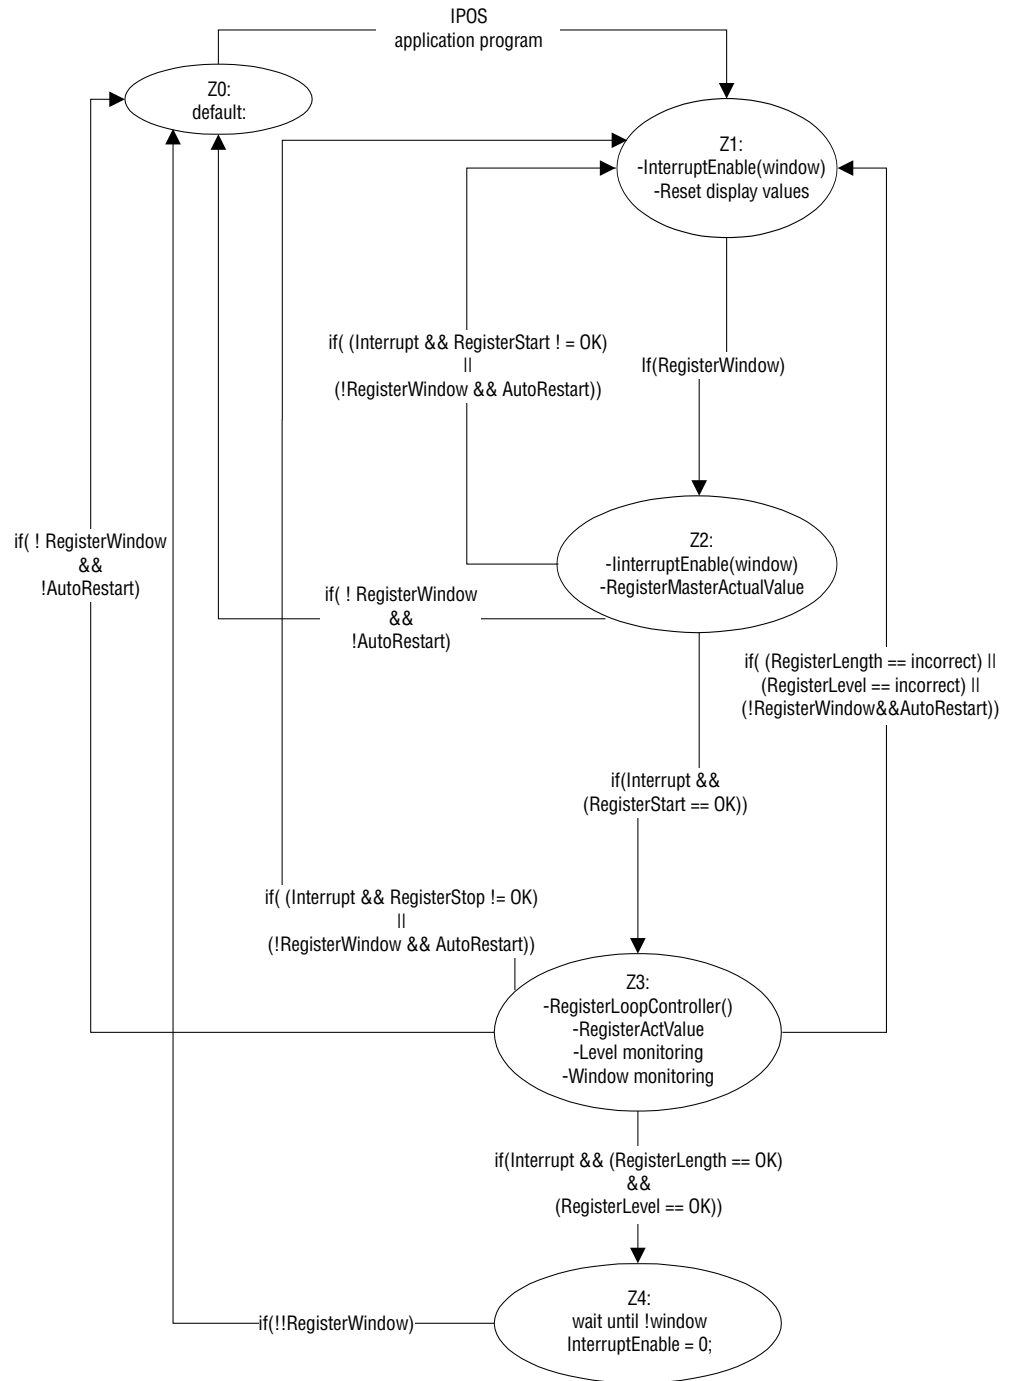 IPOS
application program
Z0:
default:
Z1:
-InterruptEnable(window)
-Reset display values
if( (Interrupt && RegisterStart ! = OK)
||
(!RegisterWindow && AutoRestart))
If(RegisterWindow)
if( ! RegisterWindow
&&
!AutoRestart)
Z2:
-IinterruptEnable(window)
-RegisterMasterActualValue
if( ! RegisterWindow
&&
!AutoRestart)
if( (RegisterLength == incorrect) ||
(RegisterLevel == incorrect) ||
(!RegisterWindow&&AutoRestart))
if(Interrupt &&
(RegisterStart == OK))
if( (Interrupt && RegisterStop != OK)
||
(!RegisterWindow && AutoRestart))
Z3:
-RegisterLoopController()
-RegisterActValue
-Level monitoring
-Window monitoring
if(Interrupt && (RegisterLength == OK)
&&
(RegisterLevel == OK))
Z4:
wait until !window
InterruptEnable = 0;
if(!!RegisterWindow)